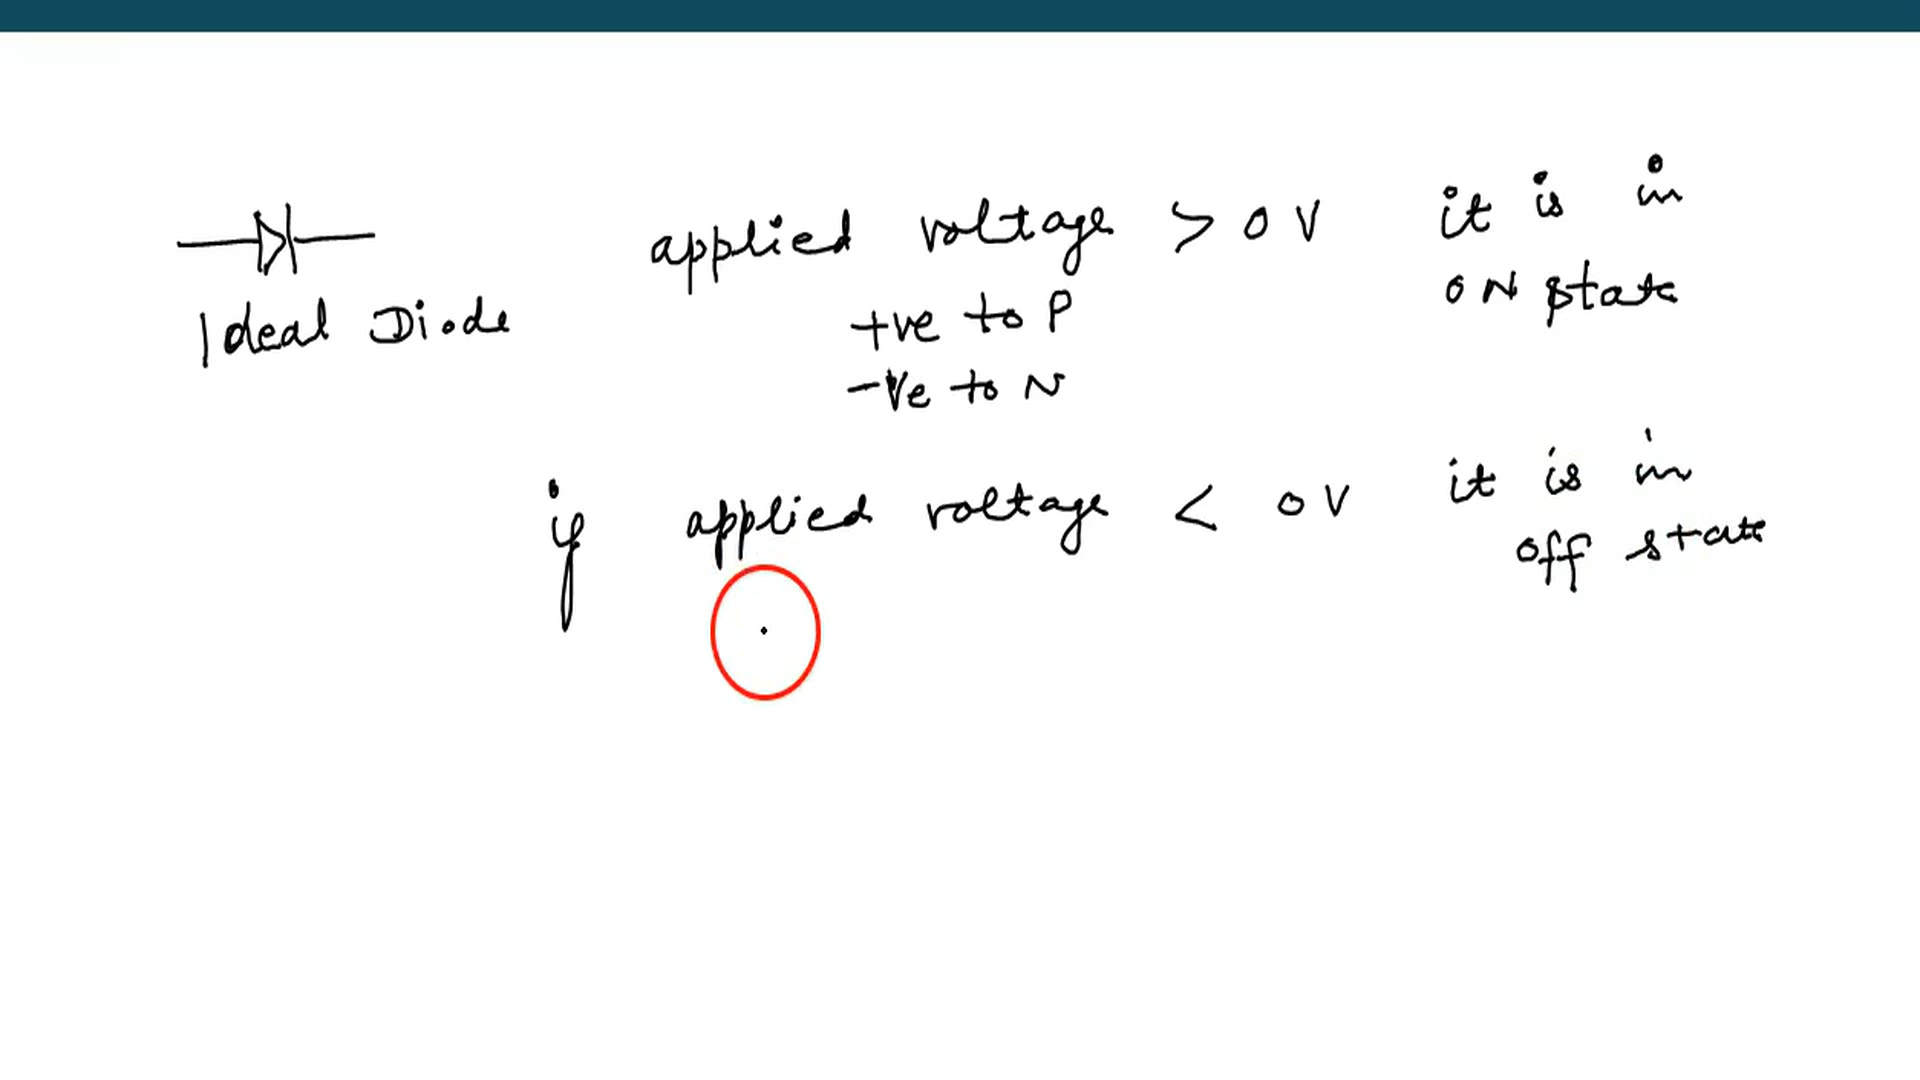 applied voltage > 0 V it is in
ON state
Ideal Diode
+ve to P
-ve to N
if applied voltage < 0 V it is in
off state